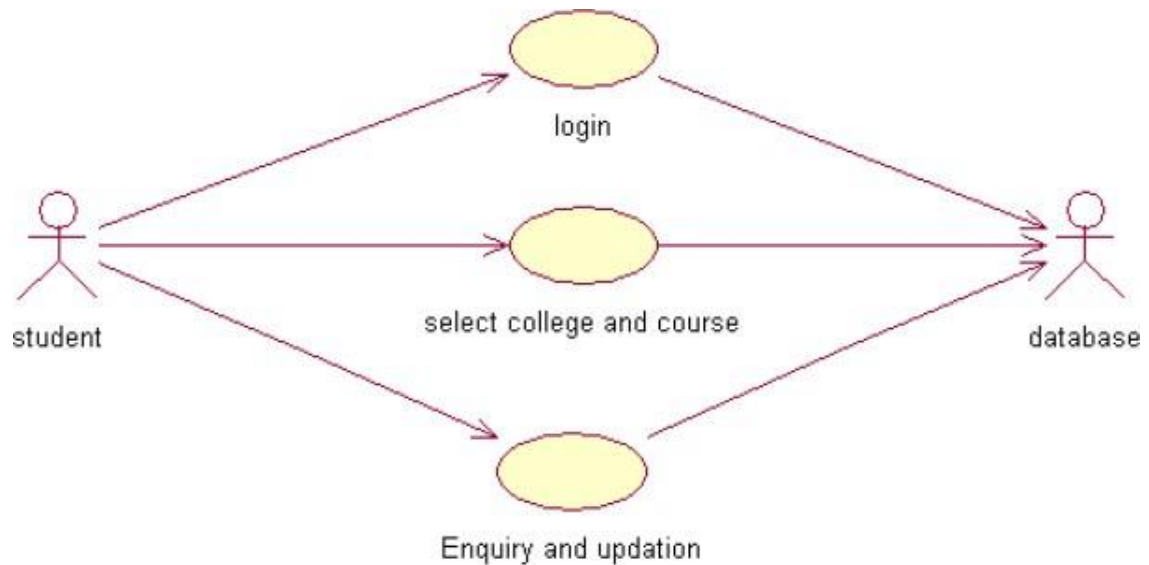 login
student
select college and course
database
Enquiry and updation